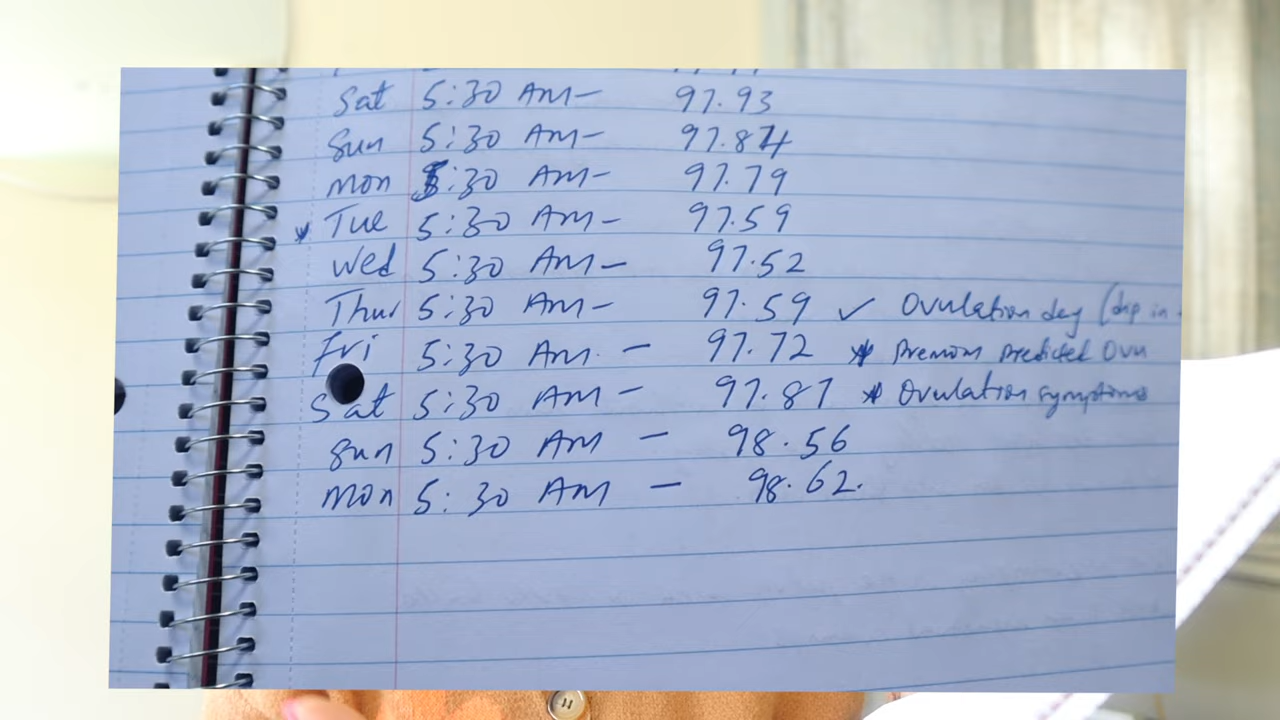 Sat 5:30 AM- 97.93
Sun 5:30 AM- 97.84
Mon 5:30 AM- 97.79
* Tue 5:30 AM- 97.59
Wed 5:30 AM- 97.52
Thur 5:30 AM- 97.59 ✓ Ovulation day (dip in
Fri 5:30 AM. - 97.72 * Premom Predicted Ovu
Sat 5:30 AM - 97.87 * Ovulation symptoms
Sun 5:30 AM - 98.56
Mon 5:30 AM - 98.62.